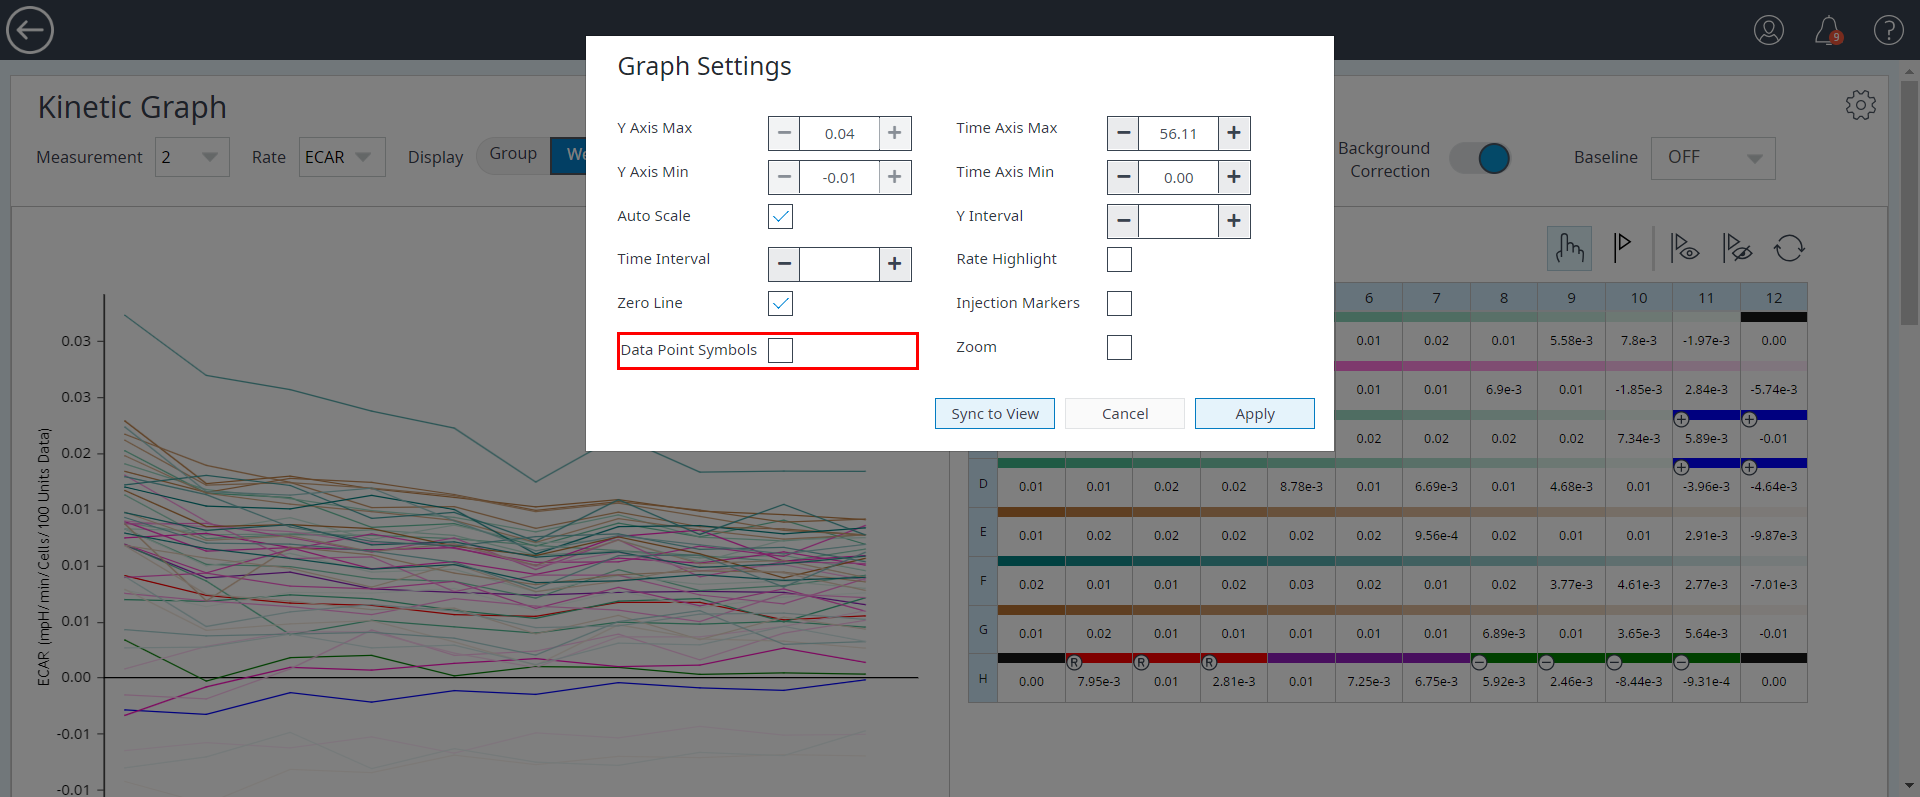 9
Kinetic Graph
Measurement 2 Rate ECAR Display Group We
Background Correction
Baseline OFF
Graph Settings
Y Axis Max − 0.04 + Time Axis Max − 56.11 +
Y Axis Min − -0.01 + Time Axis Min − 0.00 +
Auto Scale Y Interval − +
Time Interval − + Rate Highlight
Zero Line Injection Markers
Data Point Symbols Zoom
Sync to View Cancel Apply
ECAR (mpH/min/Cells/100 Units Data)
0.03
0.03
0.02
0.01
0.01
0.01
0.00
-0.01
-0.01
6 7 8 9 10 11 12
0.01 0.02 0.01 5.58e-3 7.8e-3 -1.97e-3 0.00
0.01 0.01 6.9e-3 0.01 -1.85e-3 2.84e-3 -5.74e-3
0.02 0.02 0.02 0.02 7.34e-3 5.89e-3 -0.01
D 0.01 0.01 0.02 0.02 8.78e-3 0.01 6.69e-3 0.01 4.68e-3 0.01 -3.96e-3 -4.64e-3
E 0.01 0.02 0.02 0.02 0.02 0.02 9.56e-4 0.02 0.01 0.01 2.91e-3 -9.87e-3
F 0.02 0.01 0.01 0.02 0.03 0.02 0.01 0.02 3.77e-3 4.61e-3 2.77e-3 -7.01e-3
G 0.01 0.02 0.01 0.01 0.01 0.01 0.01 6.89e-3 0.01 3.65e-3 5.64e-3 -0.01
R R R
H 0.00 7.95e-3 0.01 2.81e-3 0.01 7.25e-3 6.75e-3 5.92e-3 2.46e-3 -8.44e-3 -9.31e-4 0.00